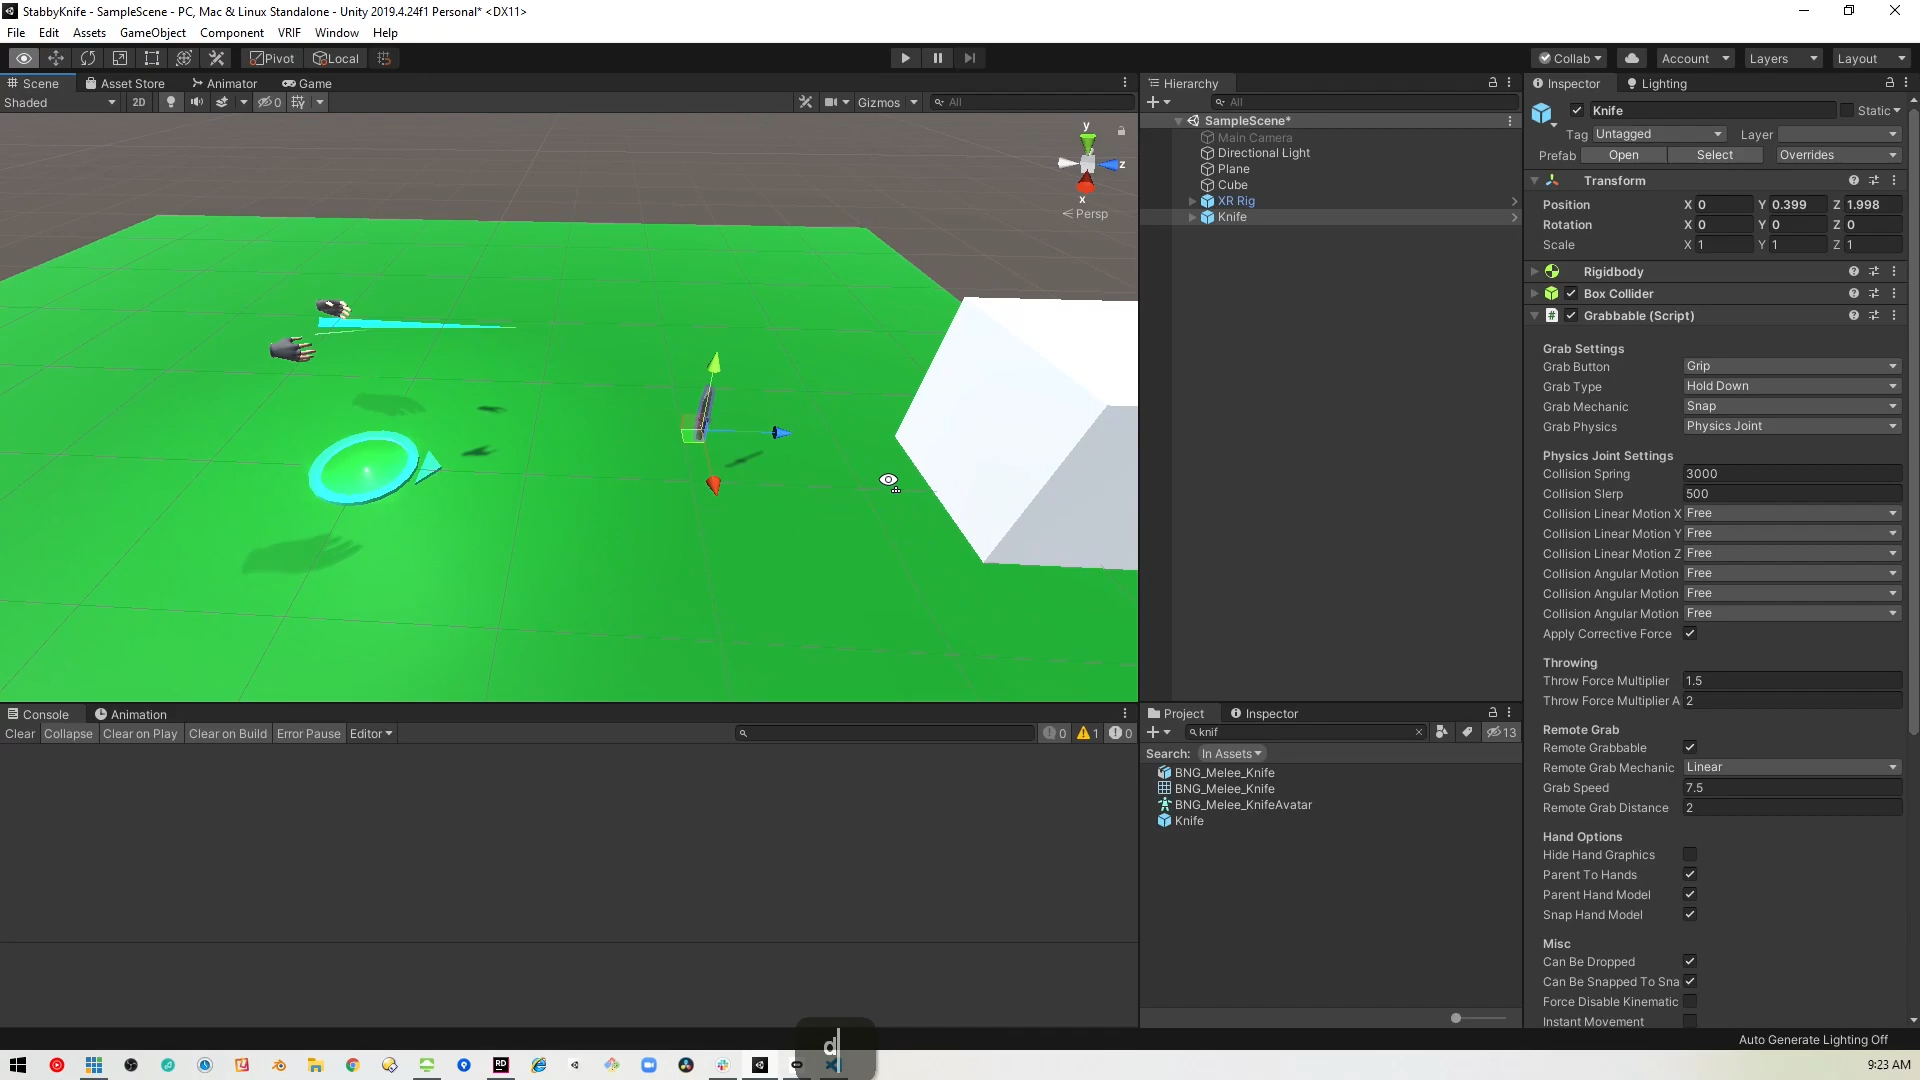 StabbyKnife - SampleScene - PC, Mac & Linux Standalone - Unity 2019.4.24f1 Personal* <DX11>
File Edit Assets GameObject Component VRIF Window Help
Pivot Local
Collab Account Layers Layout
Scene Asset Store Animator Game
Shaded 2D 0 Gizmos All
y
z
x
Persp
Hierarchy
All
SampleScene*
Main Camera
Directional Light
Plane
Cube
XR Rig
Knife
Inspector Lighting
Knife Static
Tag Untagged Layer
Prefab Open Select Overrides
Transform
Position X 0 Y 0.399 Z 1.998
Rotation X 0 Y 0 Z 0
Scale X 1 Y 1 Z 1
Rigidbody
Box Collider
Grabbable (Script)
Grab Settings
Grab Button Grip
Grab Type Hold Down
Grab Mechanic Snap
Grab Physics Physics Joint
Physics Joint Settings
Collision Spring 3000
Collision Slerp 500
Collision Linear Motion X Free
Collision Linear Motion Y Free
Collision Linear Motion Z Free
Collision Angular Motion Free
Collision Angular Motion Free
Collision Angular Motion Free
Apply Corrective Force
Throwing
Throw Force Multiplier 1.5
Throw Force Multiplier A 2
Remote Grab
Remote Grabbable
Remote Grab Mechanic Linear
Grab Speed 7.5
Remote Grab Distance 2
Hand Options
Hide Hand Graphics
Parent To Hands
Parent Hand Model
Snap Hand Model
Misc
Can Be Dropped
Can Be Snapped To Sna
Force Disable Kinematic
Instant Movement
Console Animation
Clear Collapse Clear on Play Clear on Build Error Pause Editor 0 1 0
Project Inspector
knif 13
Search: In Assets
BNG_Melee_Knife
BNG_Melee_Knife
BNG_Melee_KnifeAvatar
Knife
Auto Generate Lighting Off
d
RD
9:23 AM